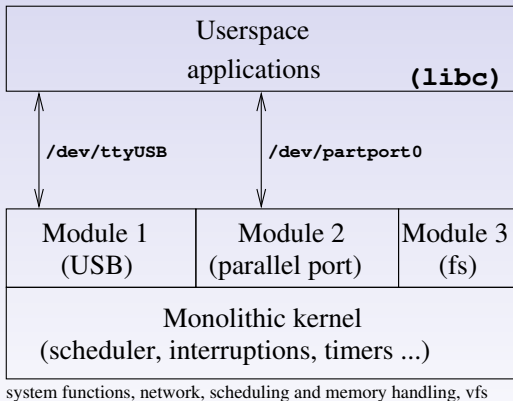 Userspace
applications
(libc)
/dev/ttyUSB
/dev/partport0
Module 1
(USB)
Module 2
(parallel port)
Module 3
(fs)
Monolithic kernel
(scheduler, interruptions, timers ...)
system functions, network, scheduling and memory handling, vfs